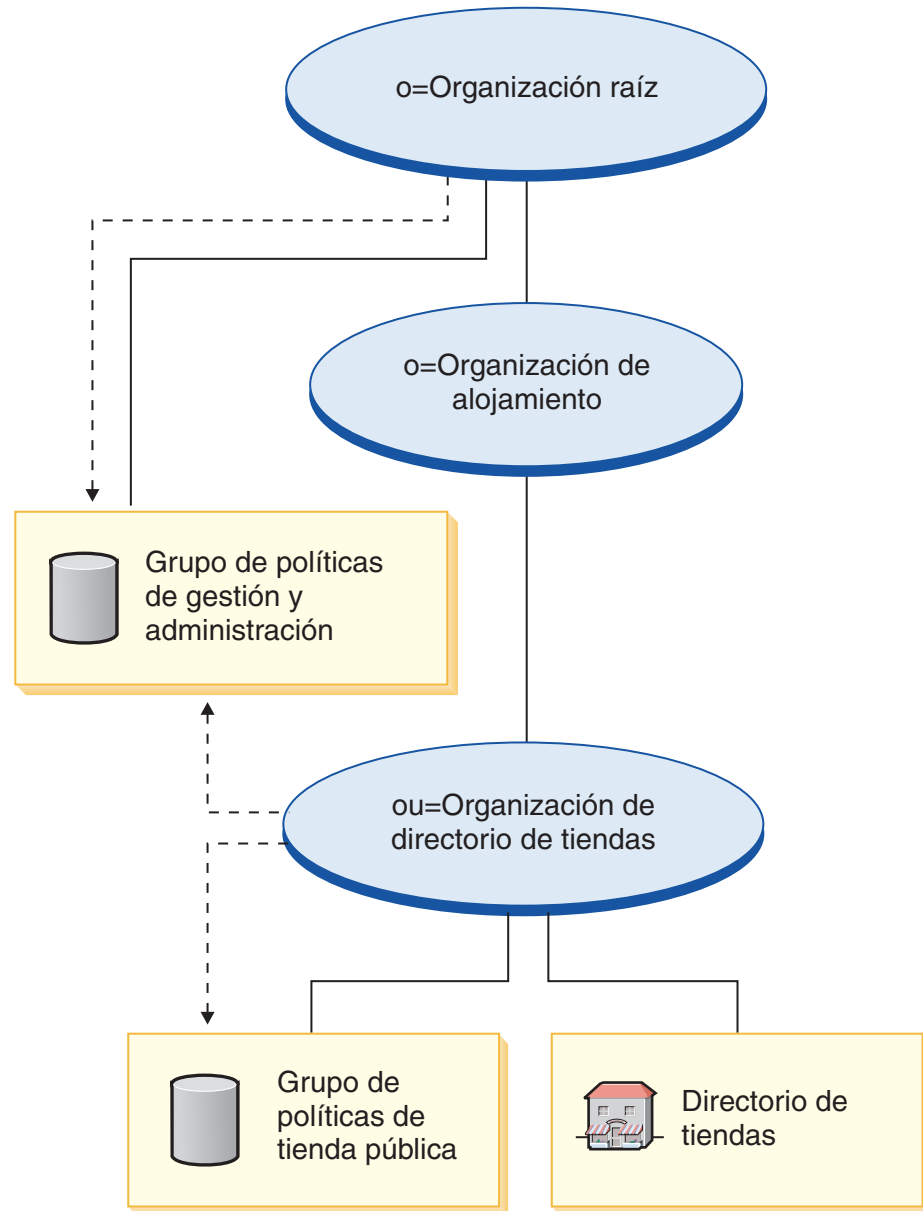 o=Organización raíz
o=Organización de
alojamiento
Grupo de políticas
de gestión y
administración
ou=Organización de
directorio de tiendas
Grupo de
políticas de
tienda pública
Directorio de
tiendas